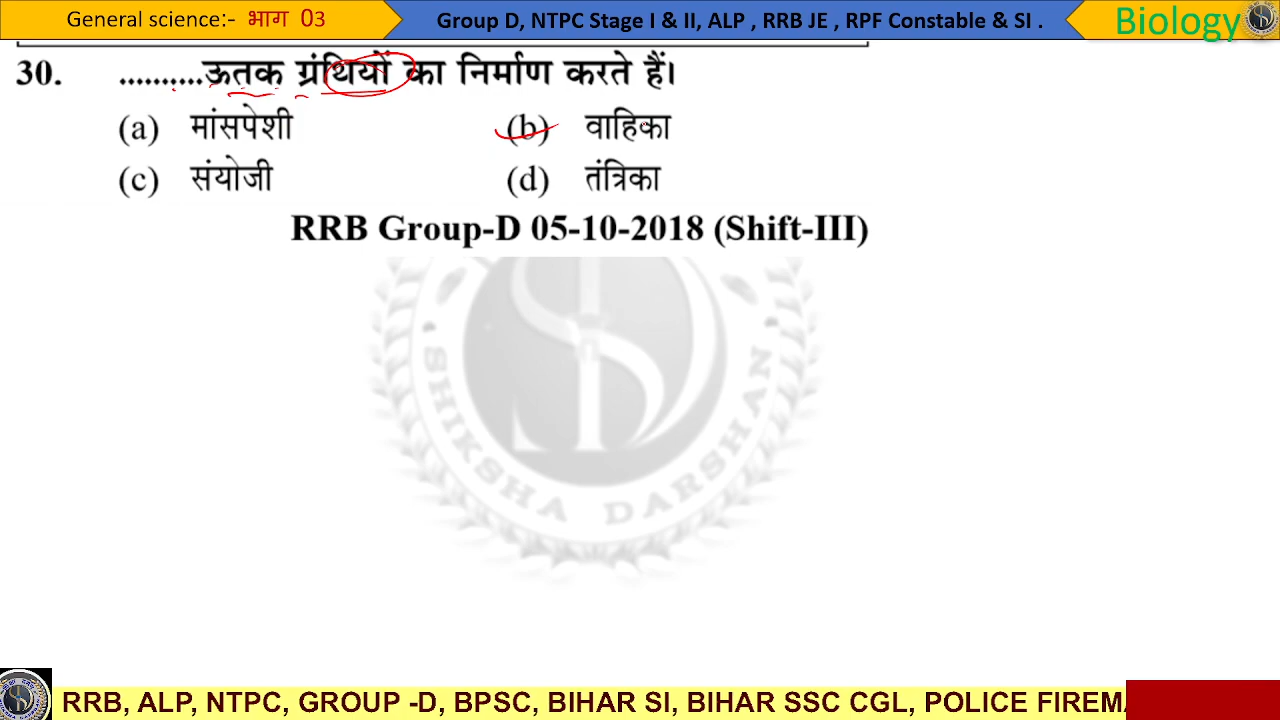 General science:- भाग 03
Group D, NTPC Stage I & II, ALP , RRB JE , RPF Constable & SI .
Biology
30. ..........ऊतक ग्रंथियों का निर्माण करते हैं।
(a) मांसपेशी (b) वाहिका
(c) संयोजी (d) तंत्रिका
RRB Group-D 05-10-2018 (Shift-III)
SHIKSHA DARSHAN
RRB, ALP, NTPC, GROUP -D, BPSC, BIHAR SI, BIHAR SSC CGL, POLICE FIREMA